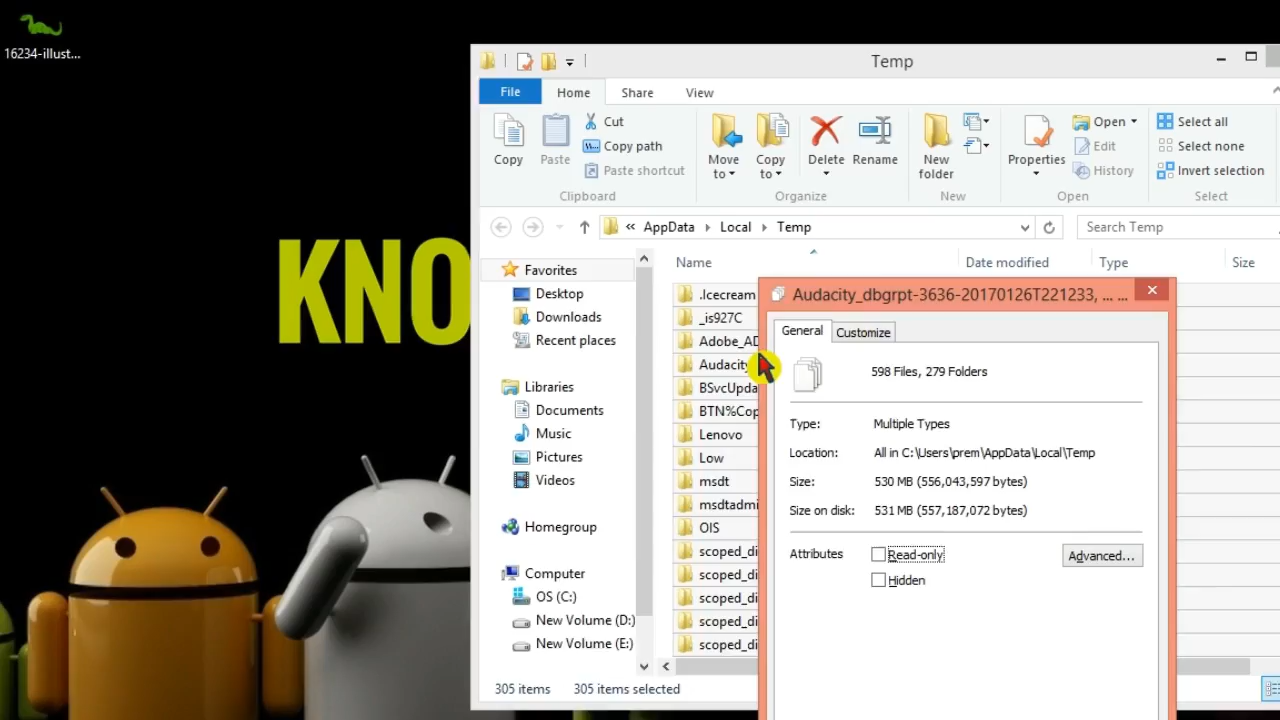 16234-illust...
KNO
Temp
File
Home
Share
View
Copy
Paste
Cut
Copy path
Paste shortcut
Clipboard
Move to
Copy to
Delete
Rename
Organize
New folder
New
Properties
Open
Edit
History
Open
Select all
Select none
Invert selection
Select
« AppData Local Temp
Search Temp
Favorites
Desktop
Downloads
Recent places
Libraries
Documents
Music
Pictures
Videos
Homegroup
Computer
OS (C:)
New Volume (D:)
New Volume (E:)
Name
Date modified
Type
Size
.Icecream
_is927C
Adobe_AD
Audacity
BSvcUpda
BTN%Cop
Lenovo
Low
msdt
msdtadmi
OIS
scoped_di
scoped_di
scoped_di
scoped_di
scoped_di
Audacity_dbgrpt-3636-20170126T221233, ... ...
General
Customize
598 Files, 279 Folders
Type: Multiple Types
Location: All in C:\Users\prem\AppData\Local\Temp
Size: 530 MB (556,043,597 bytes)
Size on disk: 531 MB (557,187,072 bytes)
Attributes
Read-only
Advanced...
Hidden
305 items
305 items selected